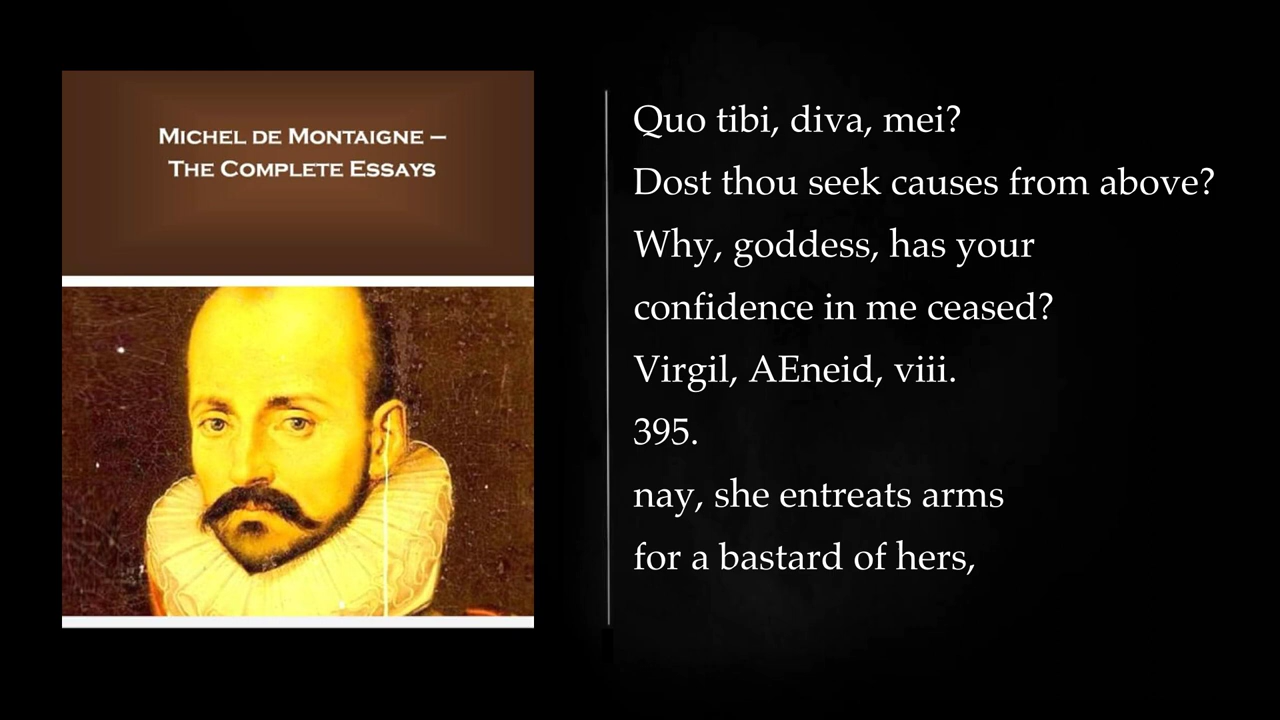 MICHEL DE MONTAIGNE –
THE COMPLETE ESSAYS
Quo tibi, diva, mei?
Dost thou seek causes from above?
Why, goddess, has your
confidence in me ceased?
Virgil, AEneid, viii.
395.
nay, she entreats arms
for a bastard of hers,